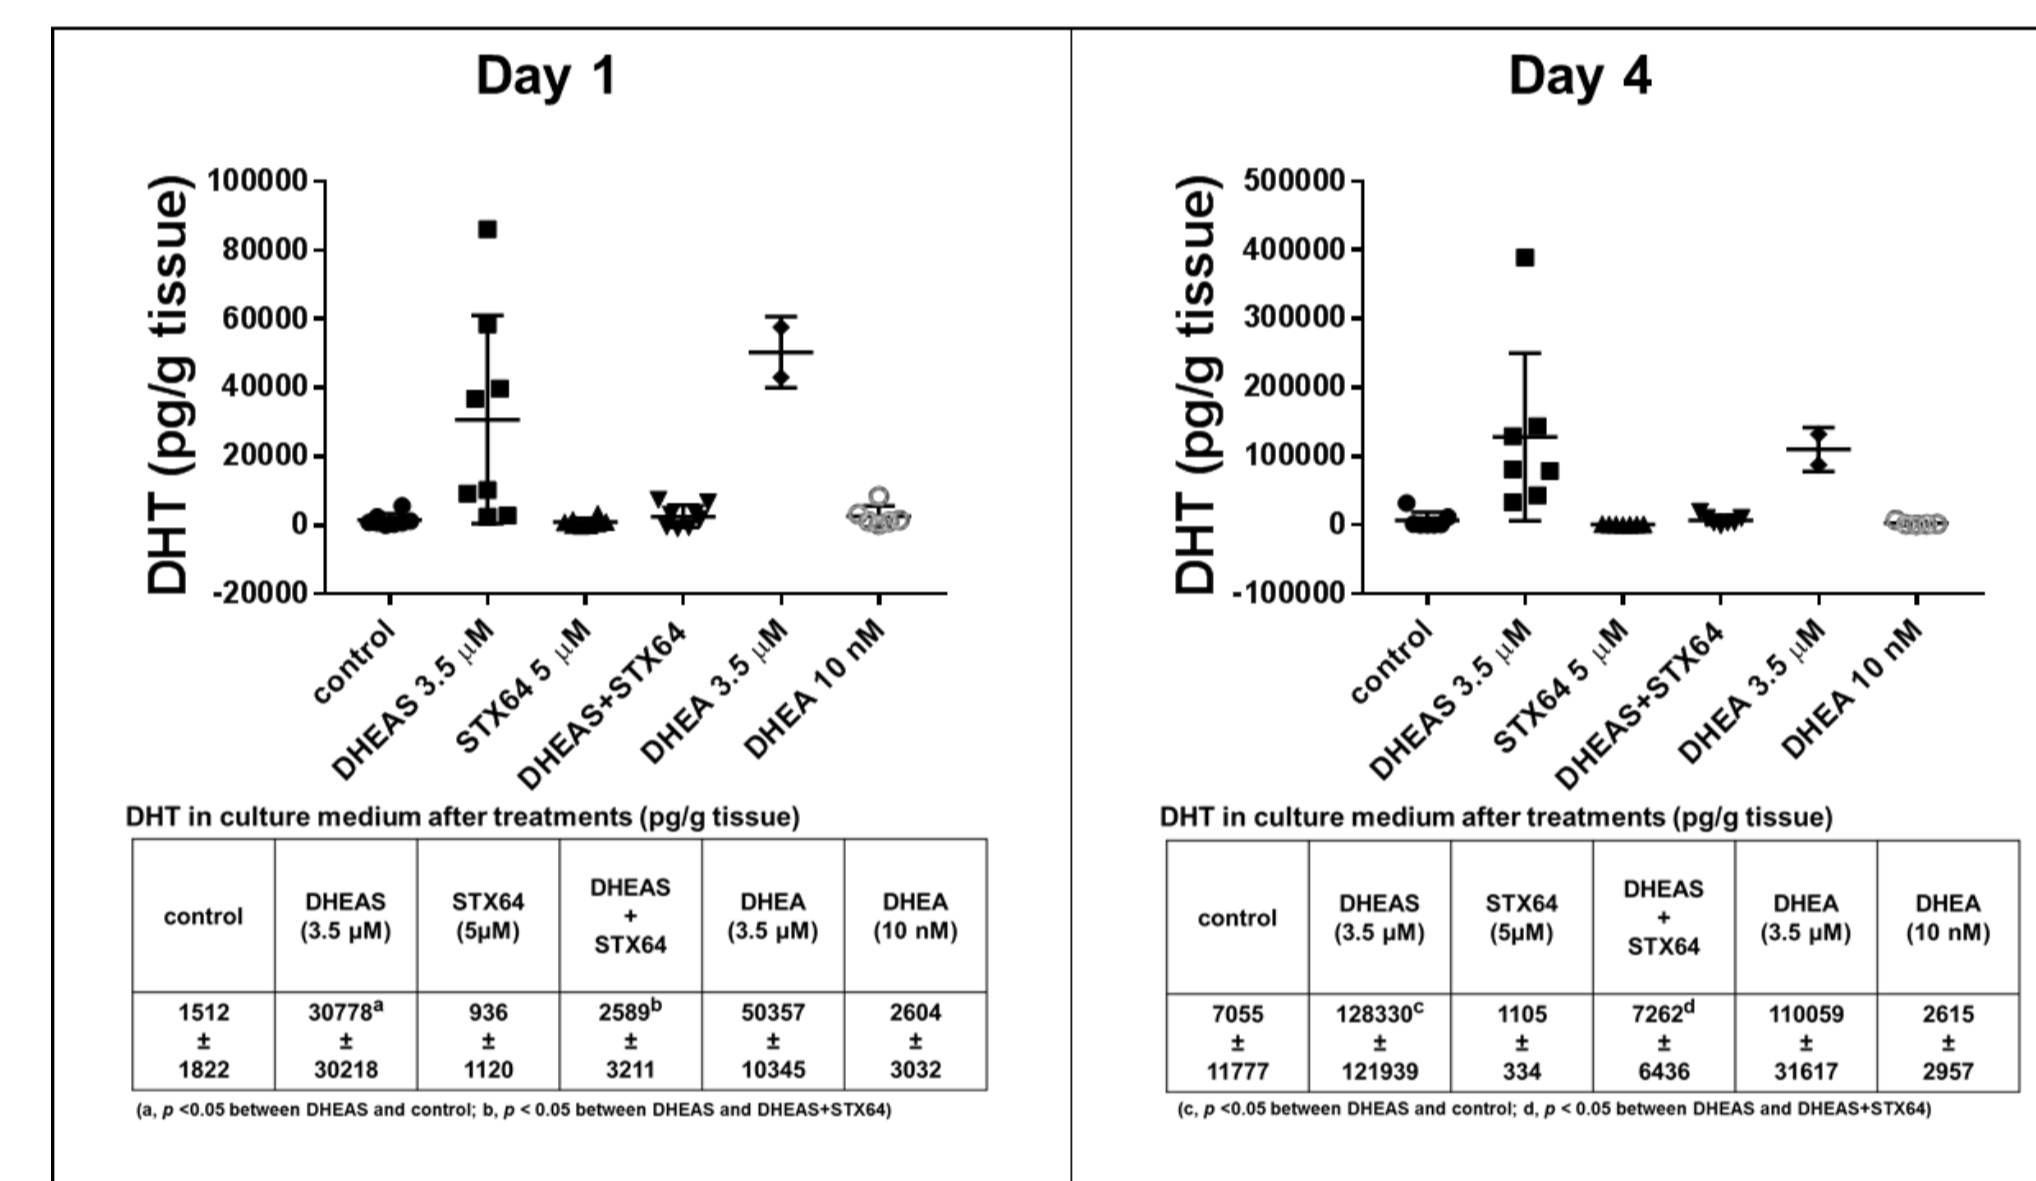 Day 1
DHT (pg/g tissue)
100000
80000
60000
40000
20000
0
-20000
control
DHEAS 3.5 μM
STX64 5 μM
DHEAS+STX64
DHEA 3.5 μM
DHEA 10 nM
DHT in culture medium after treatments (pg/g tissue)
control
DHEAS
(3.5 μM)
STX64
(5μM)
DHEAS
+
STX64
DHEA
(3.5 μM)
DHEA
(10 nM)
1512
±
1822
30778a
±
30218
936
±
1120
2589b
±
3211
50357
±
10345
2604
±
3032
(a, p <0.05 between DHEAS and control; b, p < 0.05 between DHEAS and DHEAS+STX64)
Day 4
DHT (pg/g tissue)
500000
400000
300000
200000
100000
0
-100000
control
DHEAS 3.5 μM
STX64 5 μM
DHEAS+STX64
DHEA 3.5 μM
DHEA 10 nM
DHT in culture medium after treatments (pg/g tissue)
control
DHEAS
(3.5 μM)
STX64
(5μM)
DHEAS
+
STX64
DHEA
(3.5 μM)
DHEA
(10 nM)
7055
±
11777
128330c
±
121939
1105
±
334
7262d
±
6436
110059
±
31617
2615
±
2957
(c, p <0.05 between DHEAS and control; d, p < 0.05 between DHEAS and DHEAS+STX64)